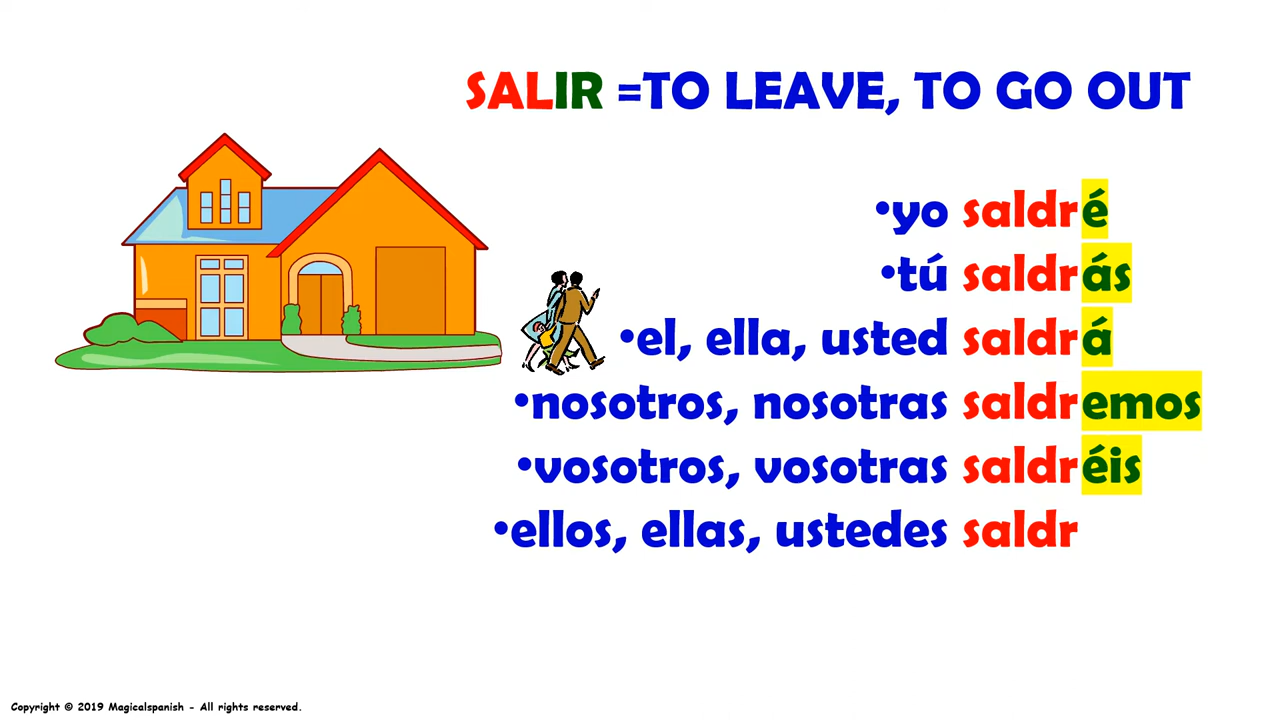 SALIR =TO LEAVE, TO GO OUT
•yo saldré
•tú saldrás
•el, ella, usted saldrá
•nosotros, nosotras saldremos
•vosotros, vosotras saldréis
•ellos, ellas, ustedes saldr
Copyright © 2019 Magicalspanish - All rights reserved.